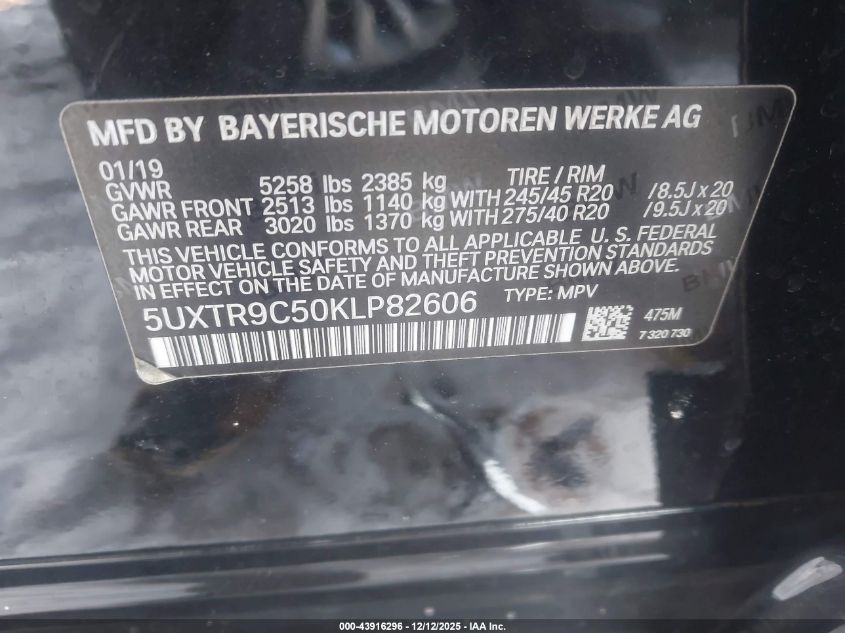 MFD BY BAYERISCHE MOTOREN WERKE AG
01/19 TIRE / RIM
GVWR 5258 lbs 2385 kg
GAWR FRONT 2513 lbs 1140 kg WITH 245/45 R20 /8.5J x 20
GAWR REAR 3020 lbs 1370 kg WITH 275/40 R20 /9.5J x 20
THIS VEHICLE CONFORMS TO ALL APPLICABLE U. S. FEDERAL
MOTOR VEHICLE SAFETY AND THEFT PREVENTION STANDARDS
IN EFFECT ON THE DATE OF MANUFACTURE SHOWN ABOVE.
5UXTR9C50KLP82606 TYPE: MPV
475M
7 320 730
000-43916296 - 12/12/2025 - IAA Inc.